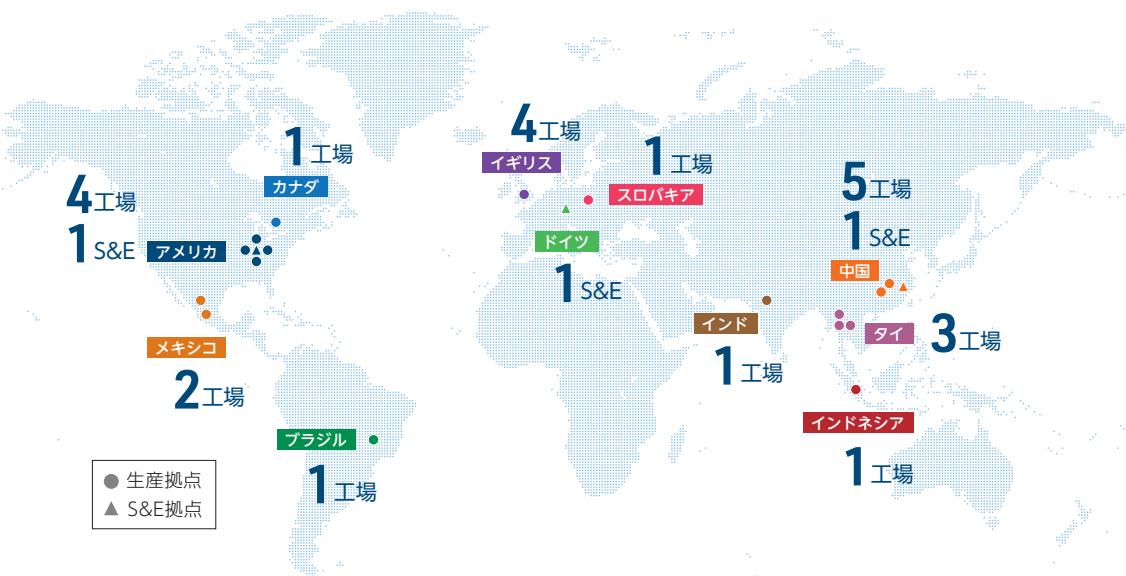 1工場
カナダ
4工場
1 S&E
アメリカ
メキシコ
2工場
ブラジル
1工場
4工場
イギリス
1工場
スロバキア
ドイツ
1 S&E
5工場
1 S&E
中国
インド
1工場
タイ
3工場
インドネシア
1工場
生産拠点
S&E拠点